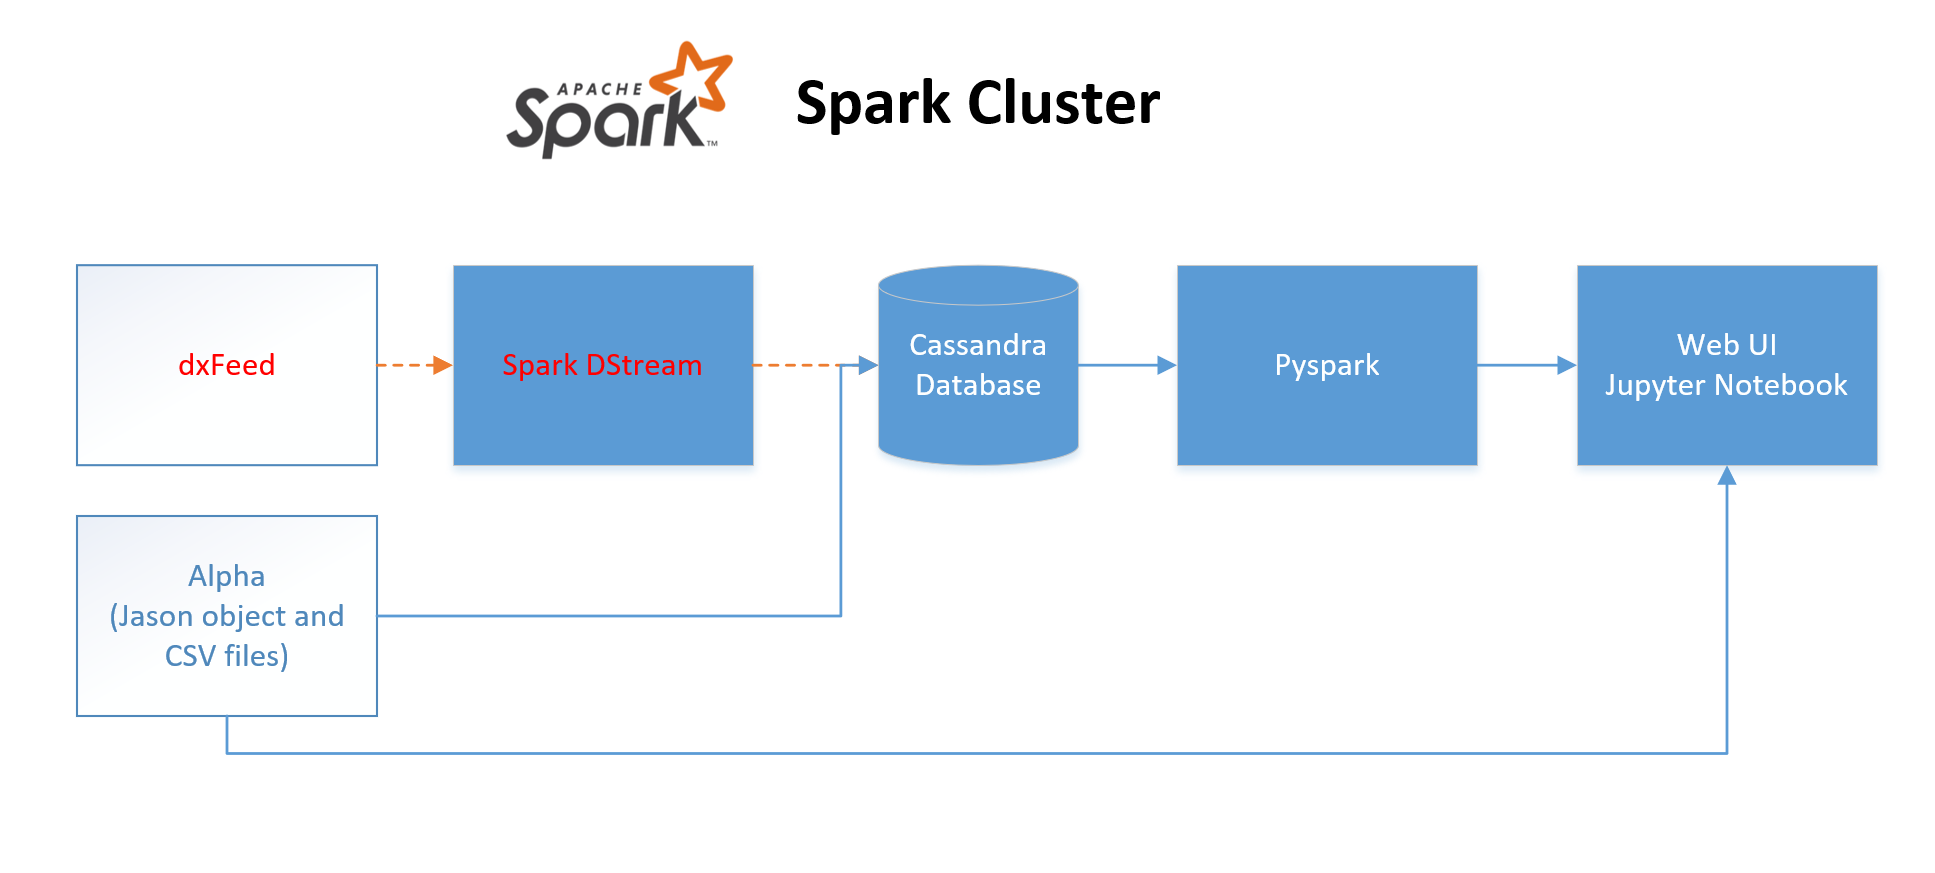 APACHE
Spark™
Spark Cluster
dxFeed
Spark DStream
Cassandra
Database
Pyspark
Web UI
Jupyter Notebook
Alpha
(Jason object and
CSV files)